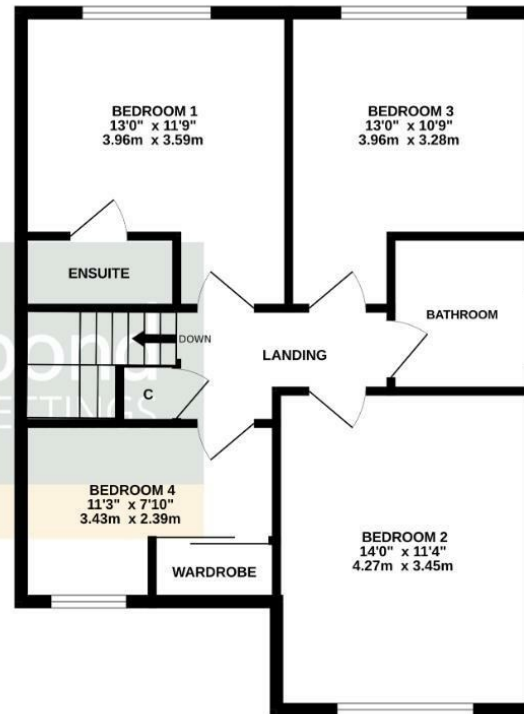 BEDROOM 1
13'0" x 11'9"
3.96m x 3.59m
BEDROOM 3
13'0" x 10'9"
3.96m x 3.28m
ENSUITE
BATHROOM
DOWN
LANDING
C
BEDROOM 4
11'3" x 7'10"
3.43m x 2.39m
WARDROBE
BEDROOM 2
14'0" x 11'4"
4.27m x 3.45m